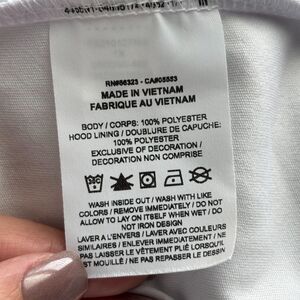 RN#56323 - CA#05553
MADE IN VIETNAM
FABRIQUE AU VIETNAM
BODY / CORPS: 100% POLYESTER
HOOD LINING / DOUBLURE DE CAPUCHE:
100% POLYESTER
EXCLUSIVE OF DECORATION /
DECORATION NON COMPRISE
WASH INSIDE OUT / WASH WITH LIKE
COLORS / REMOVE IMMEDIATELY / DO NOT
ALLOW TO LAY ON ITSELF WHEN WET / DO
NOT IRON DESIGN
LAVER A L'ENVERS / LAVER AVEC COULEURS
SIMILAIRES / ENLEVER IMMEDIATEMENT / NE
PAS LAISSER LE VÊTEMENT PLIÉ LORSQU'IL
EST / NE PAS REPASSER LE DESSIN